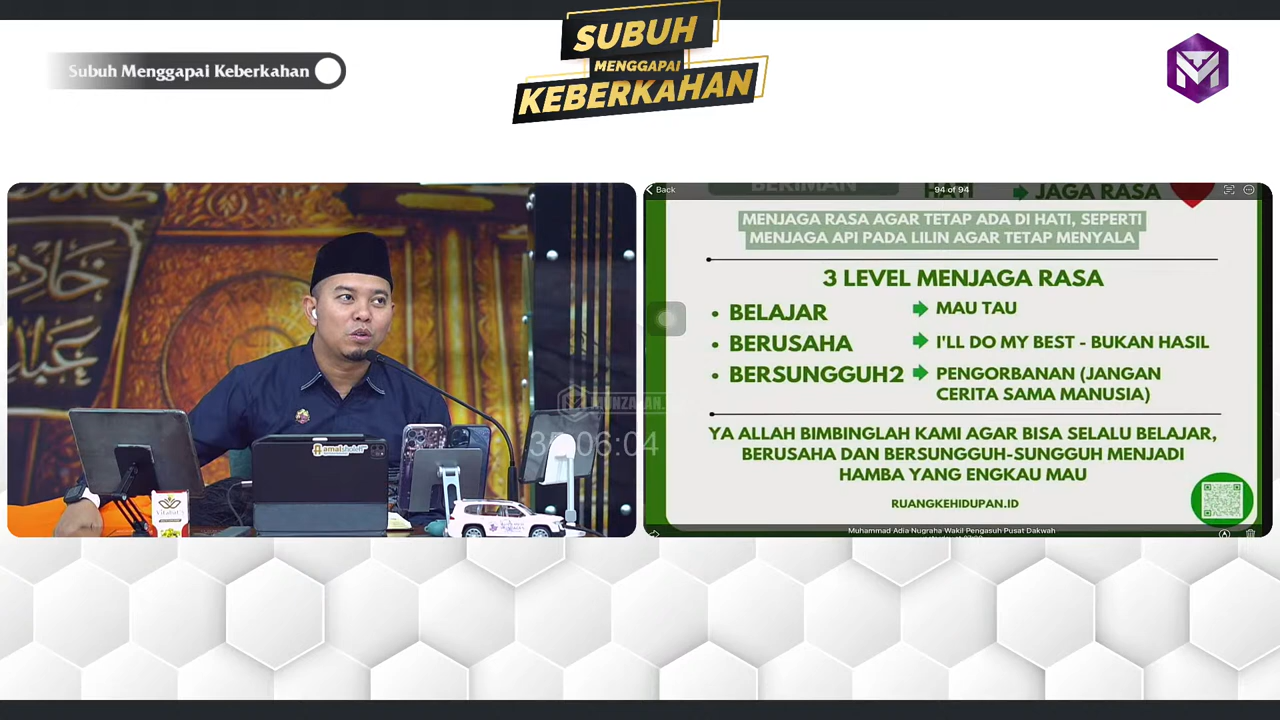 SUBUH
MENGGAPAI
KEBERKAHAN
Subuh Menggapai Keberkahan
Back
94 of 94
BERIMAN
HATI
JAGA RASA
MENJAGA RASA AGAR TETAP ADA DI HATI, SEPERTI
MENJAGA API PADA LILIN AGAR TETAP MENYALA
3 LEVEL MENJAGA RASA
• BELAJAR MAU TAU
• BERUSAHA I'LL DO MY BEST - BUKAN HASIL
• BERSUNGGUH2 PENGORBANAN (JANGAN
CERITA SAMA MANUSIA)
YA ALLAH BIMBINGLAH KAMI AGAR BISA SELALU BELAJAR,
BERUSAHA DAN BERSUNGGUH-SUNGGUH MENJADI
HAMBA YANG ENGKAU MAU
RUANGKEHIDUPAN.ID
Muhammad Adia Nugraha Wakil Pengasuh Pusat Dakwah
amalsholeh